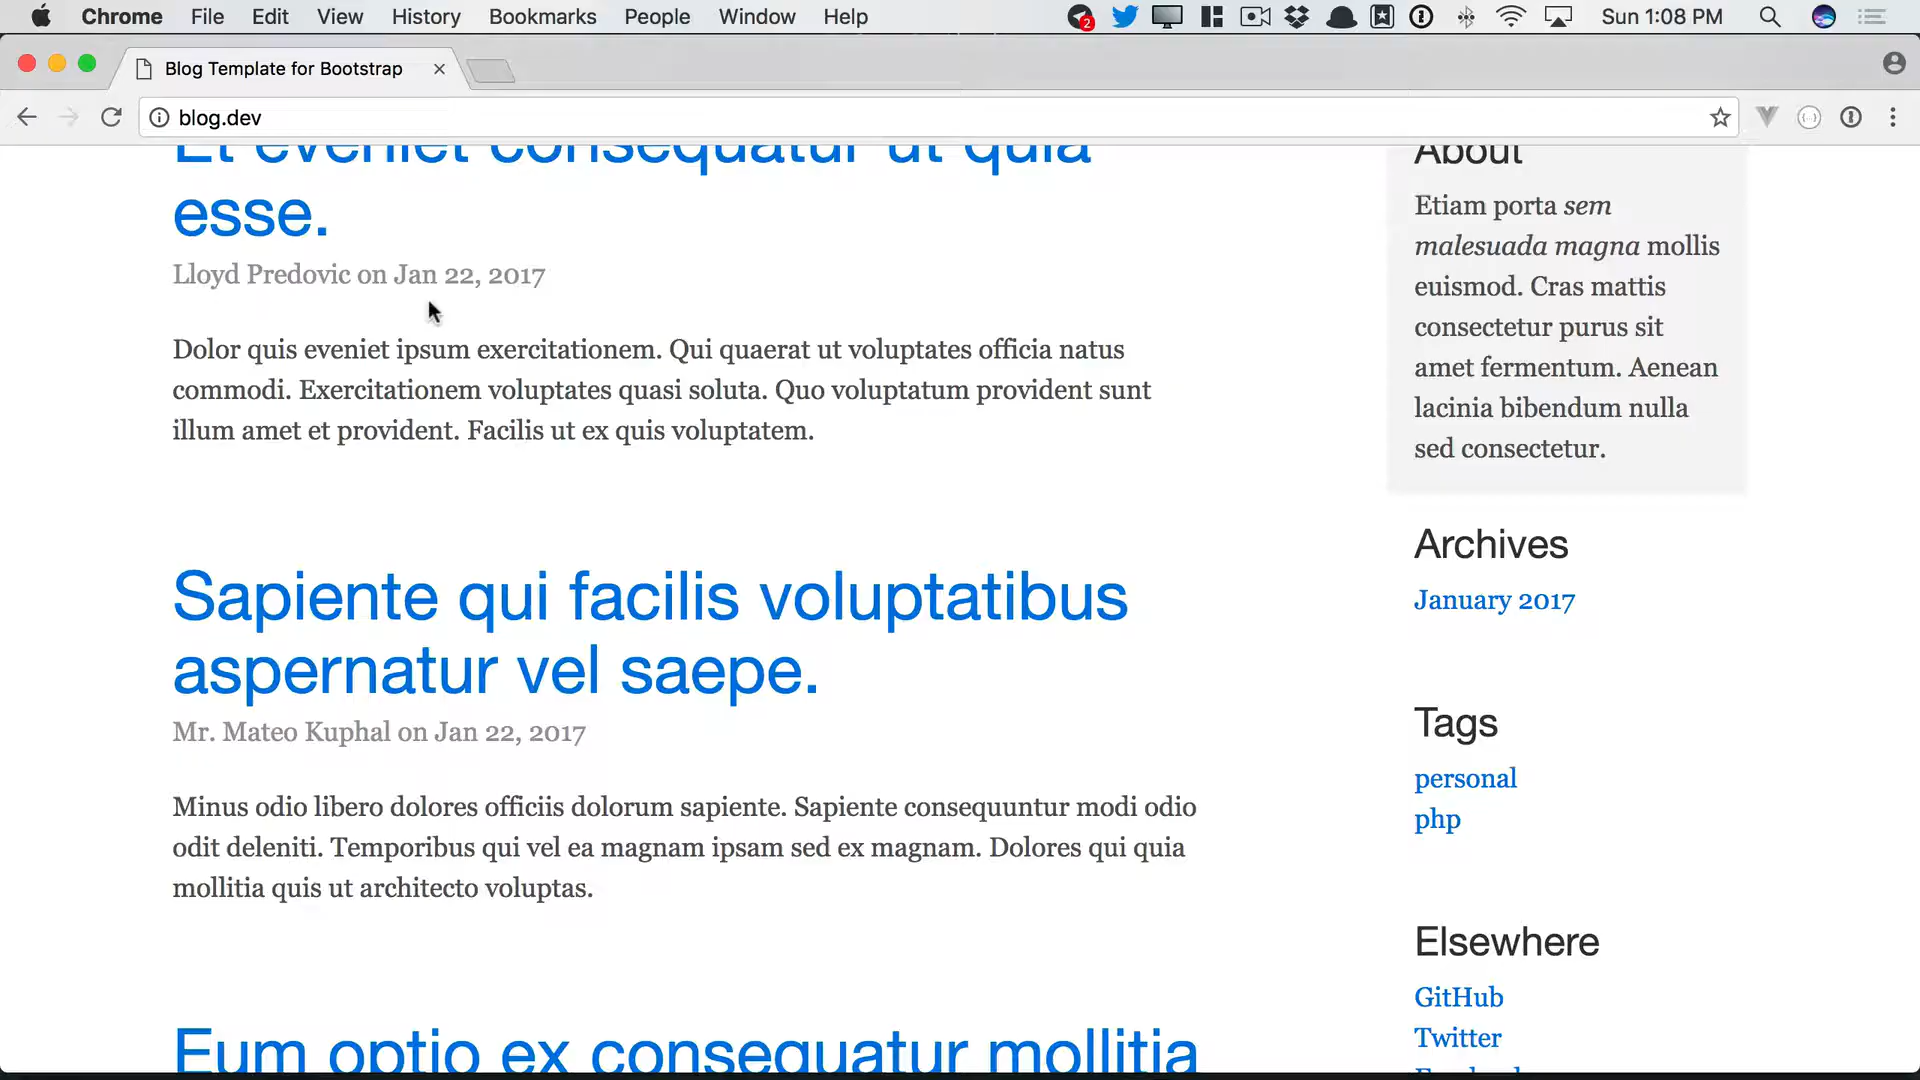 Chrome File Edit View History Bookmarks People Window Help 2 Sun 1:08 PM
Blog Template for Bootstrap
blog.dev
Et eveniet consequatur ut quia
esse.
Lloyd Predovic on Jan 22, 2017
Dolor quis eveniet ipsum exercitationem. Qui quaerat ut voluptates officia natus
commodi. Exercitationem voluptates quasi soluta. Quo voluptatum provident sunt
illum amet et provident. Facilis ut ex quis voluptatem.
Sapiente qui facilis voluptatibus
aspernatur vel saepe.
Mr. Mateo Kuphal on Jan 22, 2017
Minus odio libero dolores officiis dolorum sapiente. Sapiente consequuntur modi odio
odit deleniti. Temporibus qui vel ea magnam ipsam sed ex magnam. Dolores qui quia
mollitia quis ut architecto voluptas.
Eum optio ex consequatur mollitia
About
Etiam porta sem
malesuada magna mollis
euismod. Cras mattis
consectetur purus sit
amet fermentum. Aenean
lacinia bibendum nulla
sed consectetur.
Archives
January 2017
Tags
personal
php
Elsewhere
GitHub
Twitter